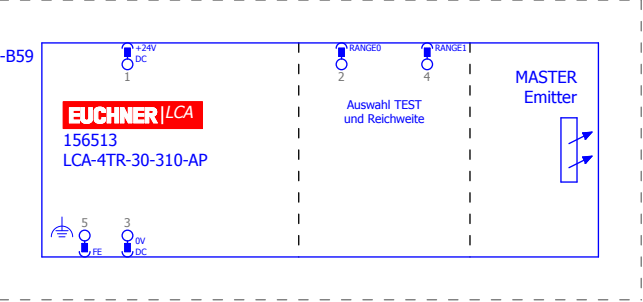 -B59
+24V
DC
1
RANGE0
2
RANGE1
4
MASTER
Emitter
EUCHNER|LCA
156513
LCA-4TR-30-310-AP
Auswahl TEST
und Reichweite
5
FE
3
0V
DC